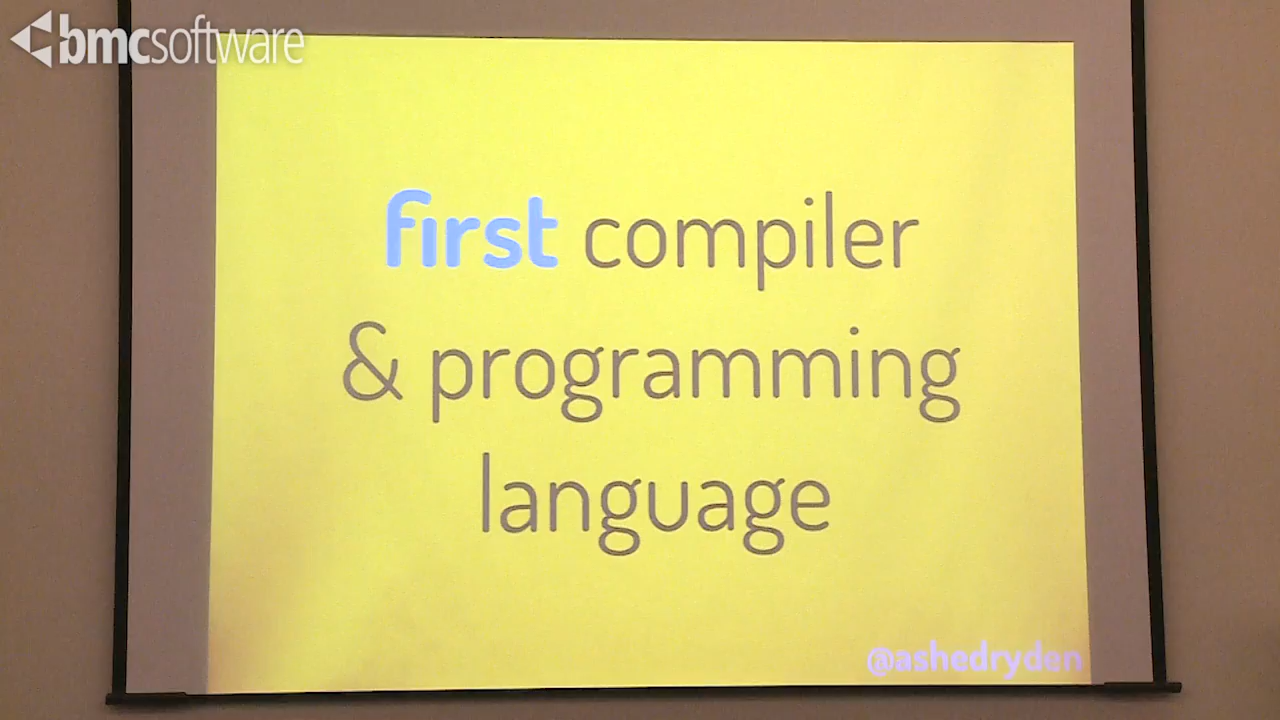 bmcsoftware
first compiler
& programming
language
@ashedryden